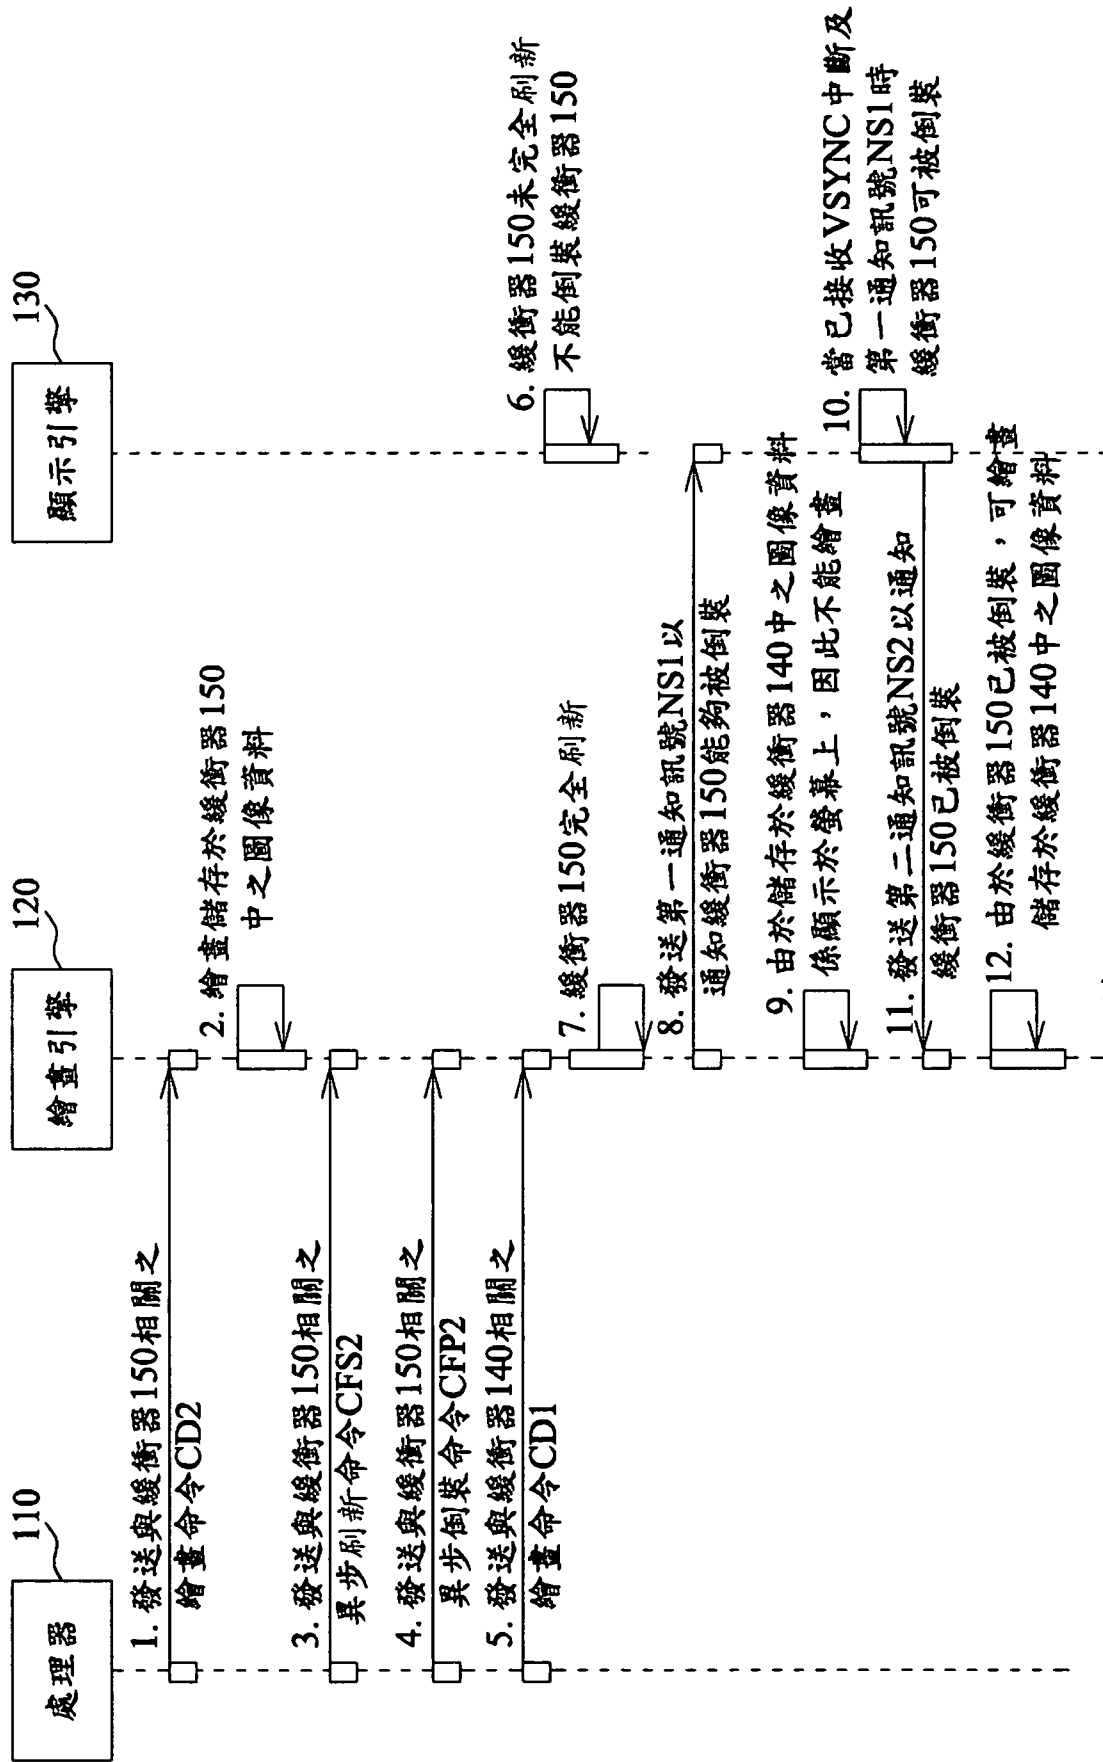 處理器
110
繪畫引擎
120
顯示引擎
130
1. 發送與緩衝器150相關之
繪畫命令CD2
2. 繪畫儲存於緩衝器150
中之圖像資料
3. 發送與緩衝器150相關之
異步刷新命令CFS2
4. 發送與緩衝器150相關之
異步倒裝命令CFP2
5. 發送與緩衝器140相關之
繪畫命令CD1
6. 緩衝器150未完全刷新
不能倒裝緩衝器150
7. 緩衝器150完全刷新
8. 發送第一通知訊號NS1以
通知緩衝器150能夠被倒裝
9. 由於儲存於緩衝器140中之圖像資料
係顯示於螢幕上，因此不能繪畫
10. 當已接收VSYNC中斷及
第一通知訊號NS1時
緩衝器150可被倒裝
11. 發送第二通知訊號NS2以通知
緩衝器150已被倒裝
12. 由於緩衝器150已被倒裝，可繪畫
儲存於緩衝器140中之圖像資料